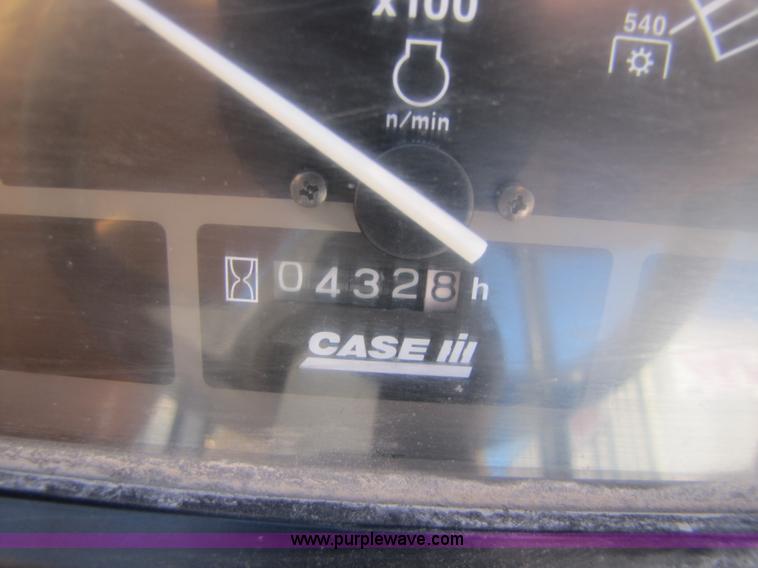 x100
540
n/min
04328 h
CASE IH
www.purplewave.com